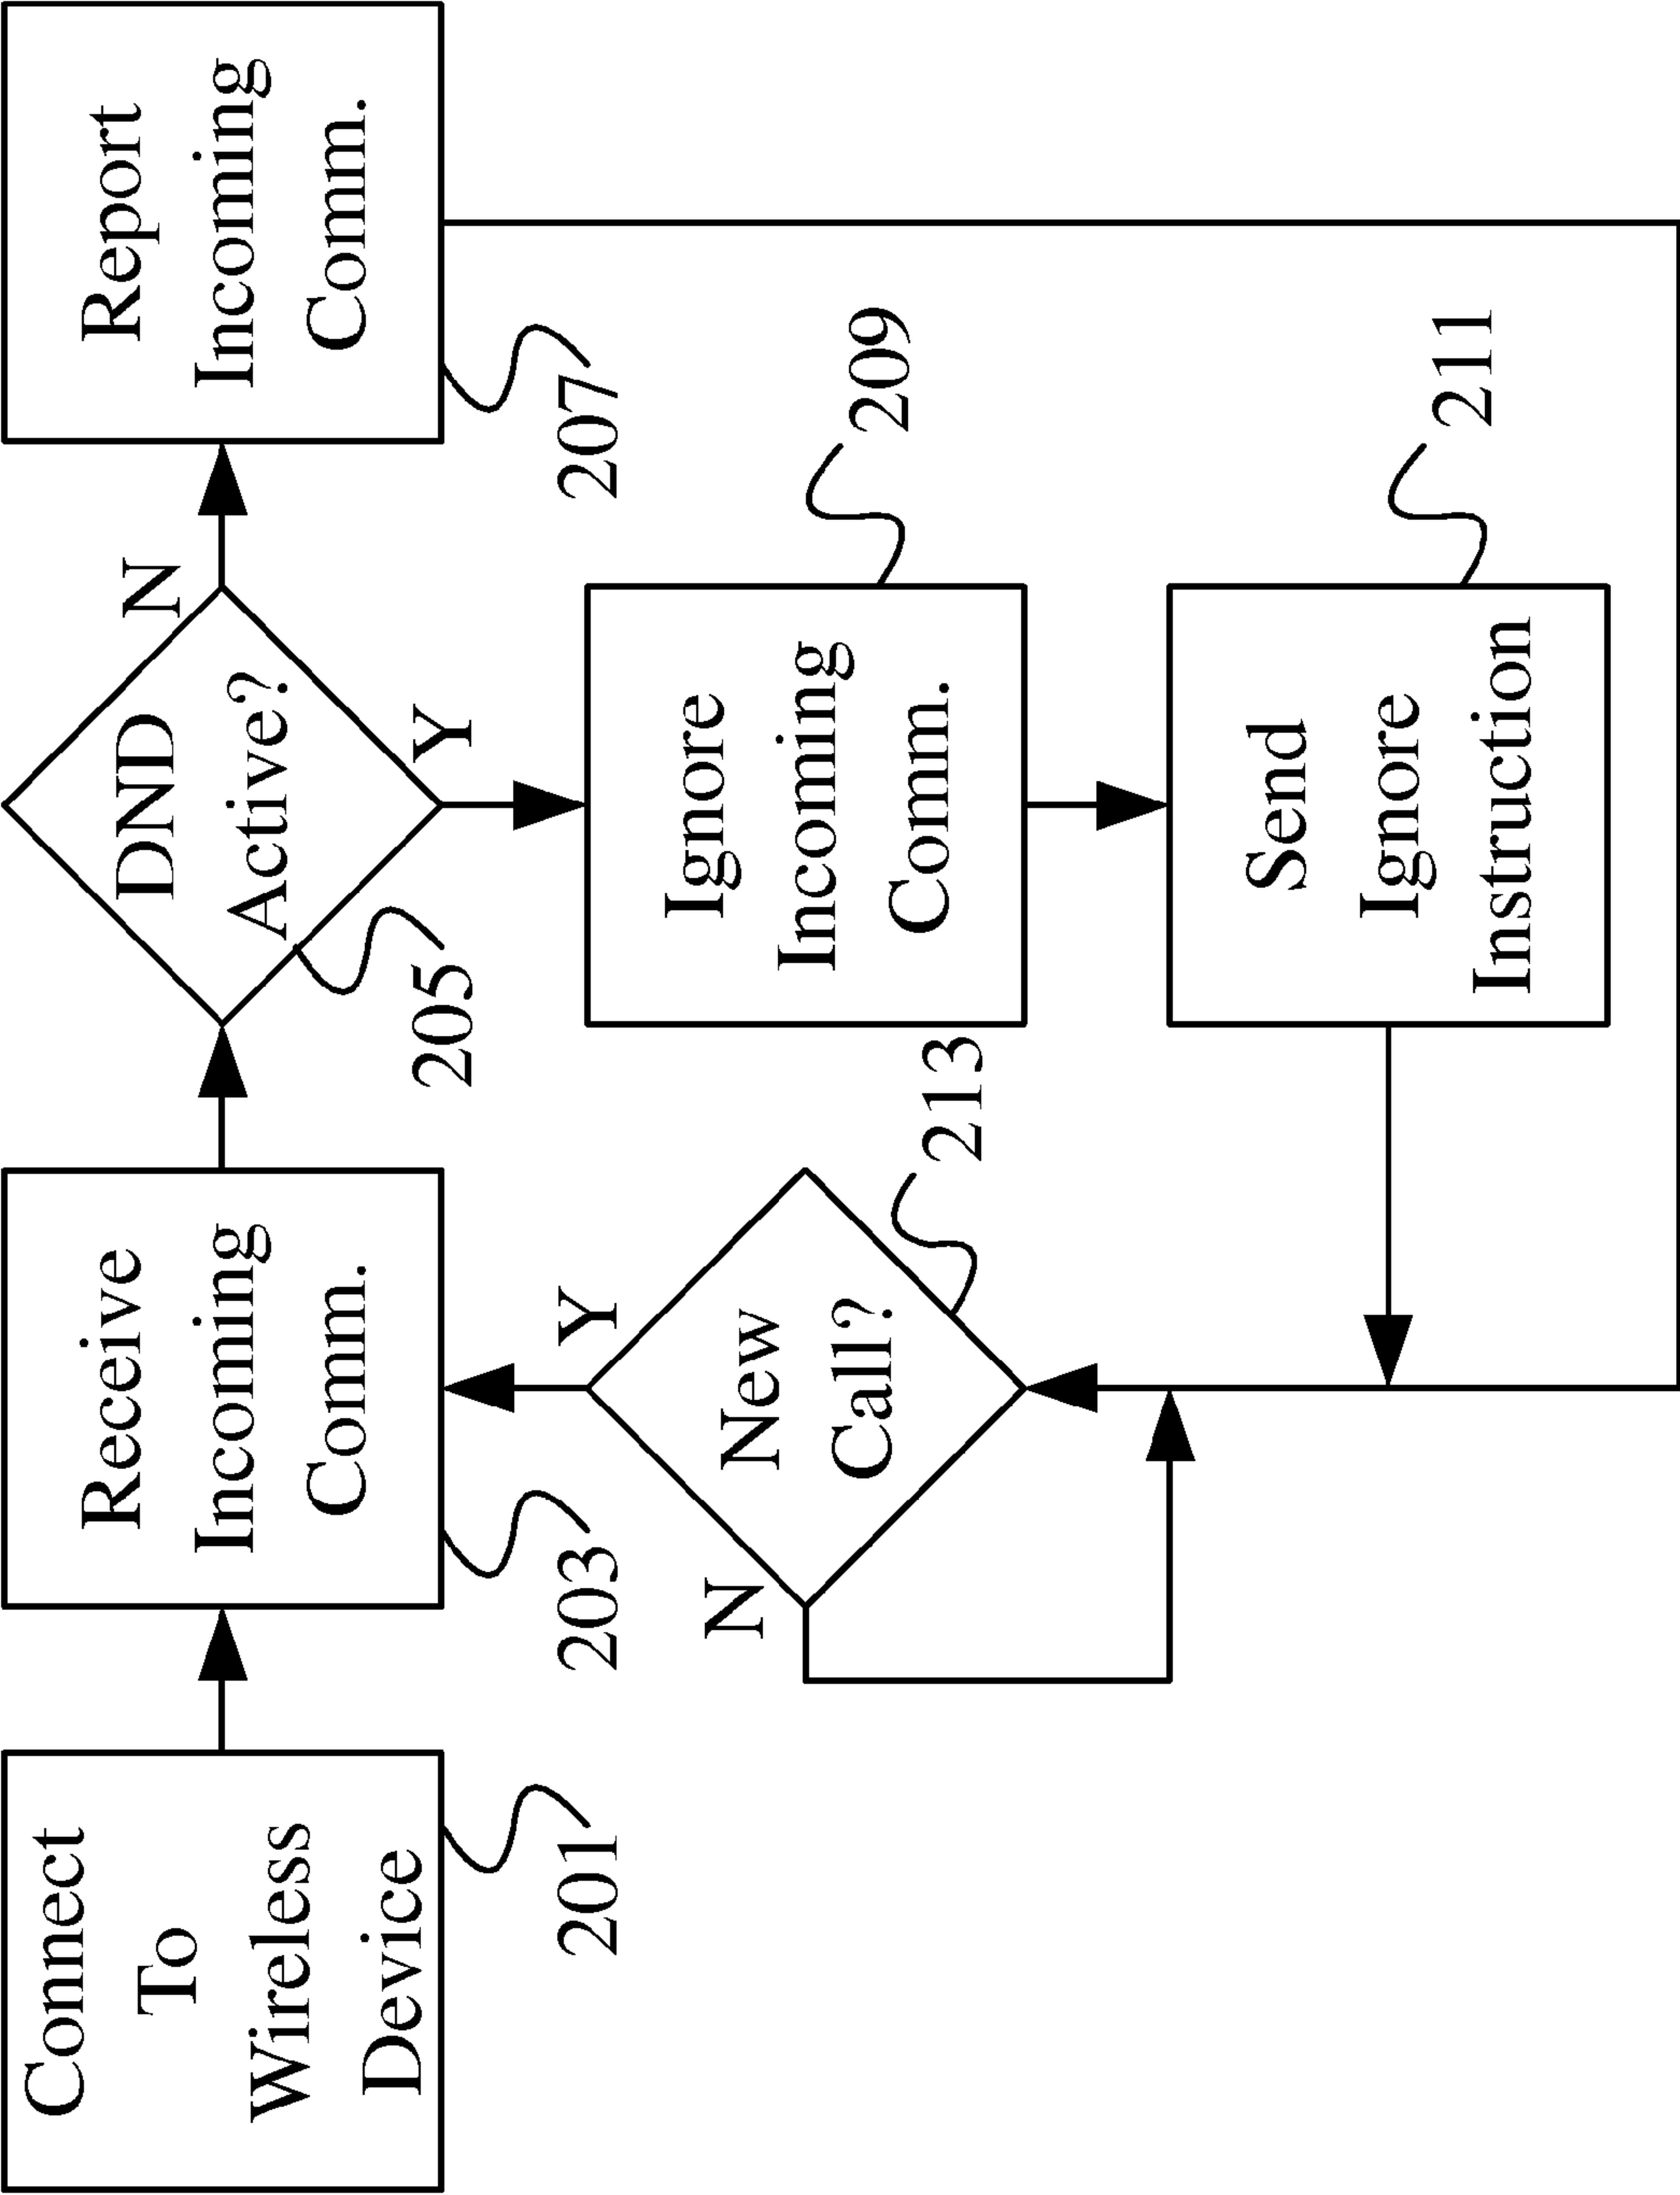 Connect
To
Wireless
Device
201
Receive
Incoming
Comm.
203
DND
Active?
205
N
Y
Report
Incoming
Comm.
207
Ignore
Incoming
Comm.
209
Send
Ignore
Instruction
211
New
Call?
213
Y
N